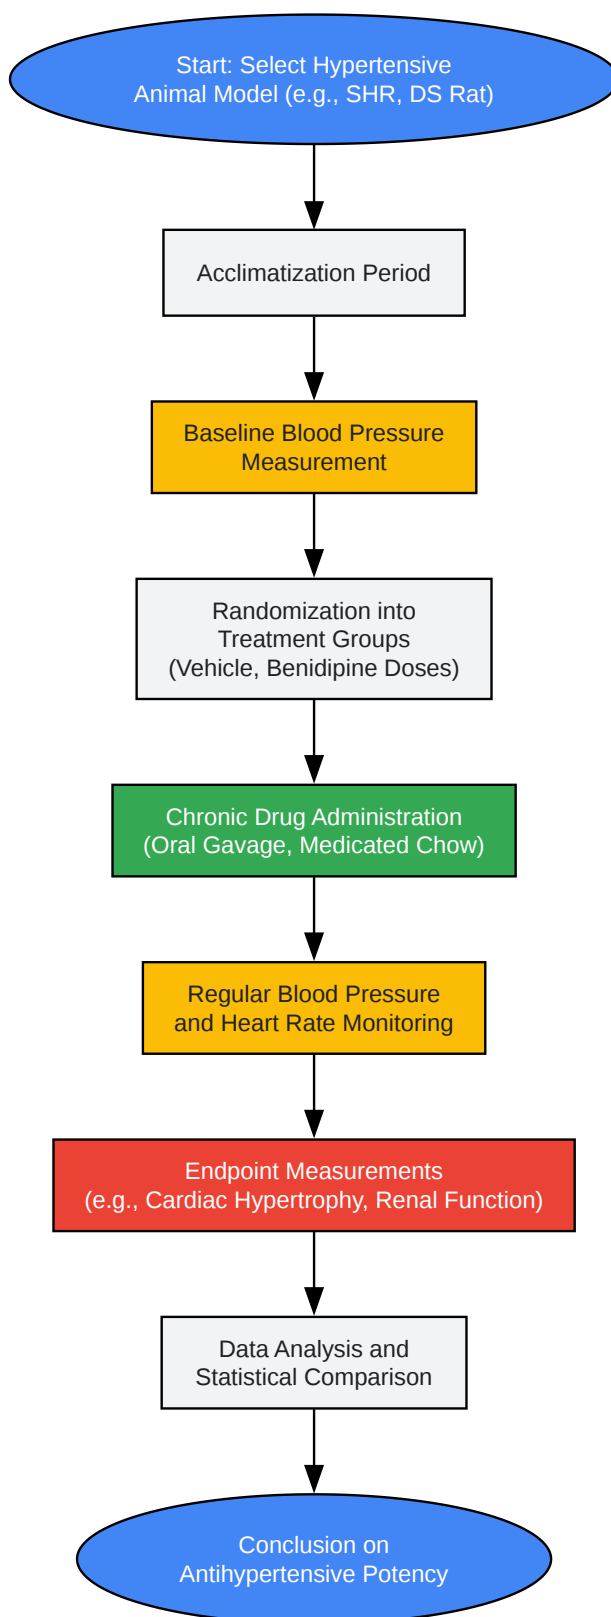 Start: Select Hypertensive
Animal Model (e.g., SHR, DS Rat)
Acclimatization Period
Baseline Blood Pressure
Measurement
Randomization into
Treatment Groups
(Vehicle, Benidipine Doses)
Chronic Drug Administration
(Oral Gavage, Medicated Chow)
Regular Blood Pressure
and Heart Rate Monitoring
Endpoint Measurements
(e.g., Cardiac Hypertrophy, Renal Function)
Data Analysis and
Statistical Comparison
Conclusion on
Antihypertensive Potency